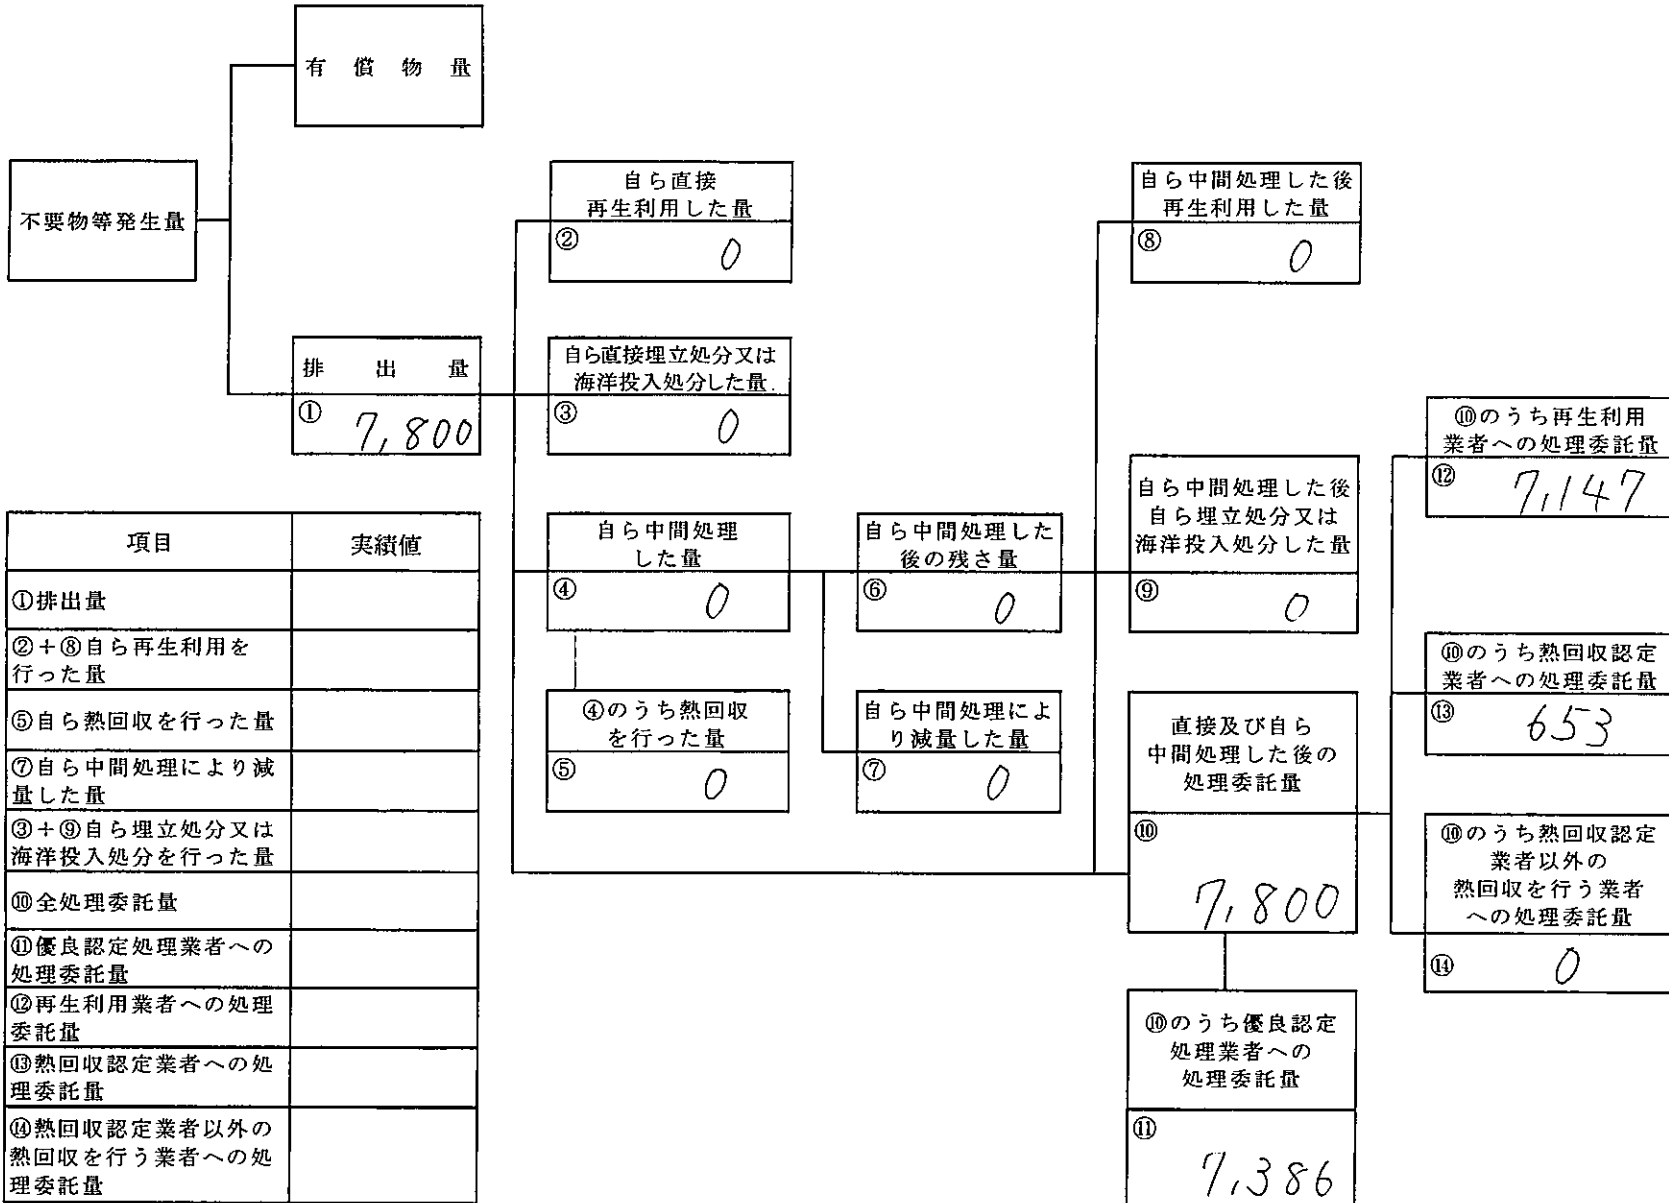 有償物量
不要物等発生量
排出量
① 7,800
自ら直接
再生利用した量
② 0
自ら直接埋立処分又は
海洋投入処分した量
③ 0
自ら中間処理
した量
④ 0
④のうち熱回収
を行った量
⑤ 0
自ら中間処理した
後の残さ量
⑥ 0
自ら中間処理によ
り減量した量
⑦ 0
自ら中間処理した後
再生利用した量
⑧ 0
自ら中間処理した後
自ら埋立処分又は
海洋投入処分した量
⑨ 0
直接及び自ら
中間処理した後の
処理委託量
⑩
7,800
⑩のうち優良認定
処理業者への
処理委託量
⑪
7,386
⑩のうち再生利用
業者への処理委託量
⑫ 7,147
⑩のうち熱回収認定
業者への処理委託量
⑬ 653
⑩のうち熱回収認定
業者以外の
熱回収を行う業者
への処理委託量
⑭ 0
項目 実績値
①排出量
②+⑧自ら再生利用を
行った量
⑤自ら熱回収を行った量
⑦自ら中間処理により減
量した量
③+⑨自ら埋立処分又は
海洋投入処分を行った量
⑩全処理委託量
⑪優良認定処理業者への
処理委託量
⑫再生利用業者への処理
委託量
⑬熱回収認定業者への処
理委託量
⑭熱回収認定業者以外の
熱回収を行う業者への処
理委託量